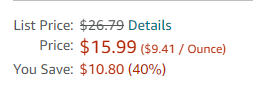 List Price: $26.79 Details
Price: $15.99 ($9.41 / Ounce)
You Save: $10.80 (40%)